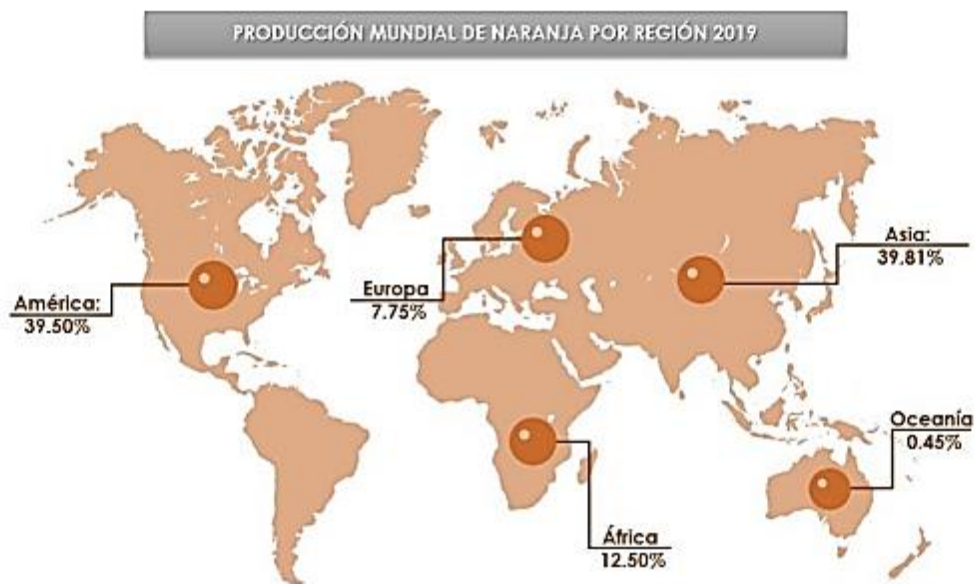 PRODUCCIÓN MUNDIAL DE NARANJA POR REGIÓN 2019
América:
39.50%
Europa
7.75%
Asia:
39.81%
África
12.50%
Oceanía
0.45%